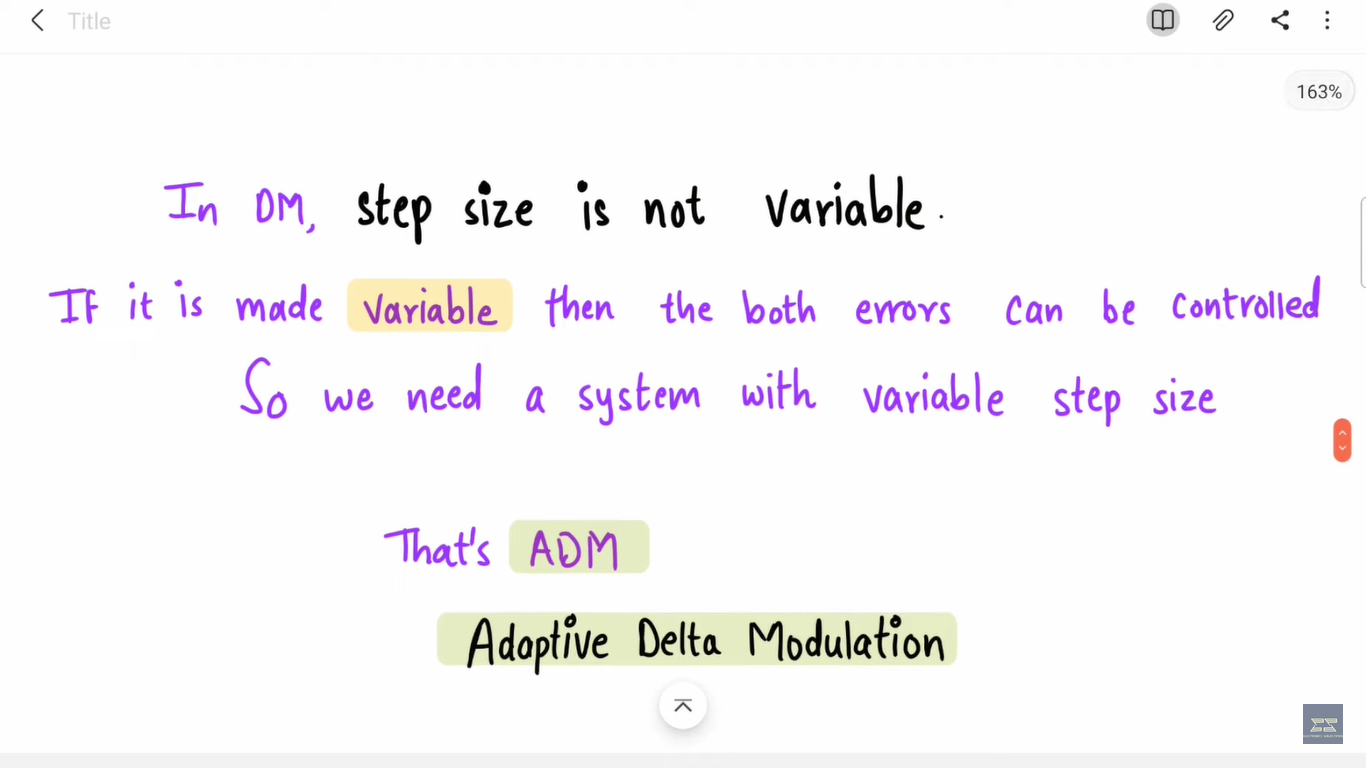 Title
163%
In DM, step size is not variable.
If it is made variable then the both errors can be controlled
So we need a system with variable step size
That's ADM
Adaptive Delta Modulation